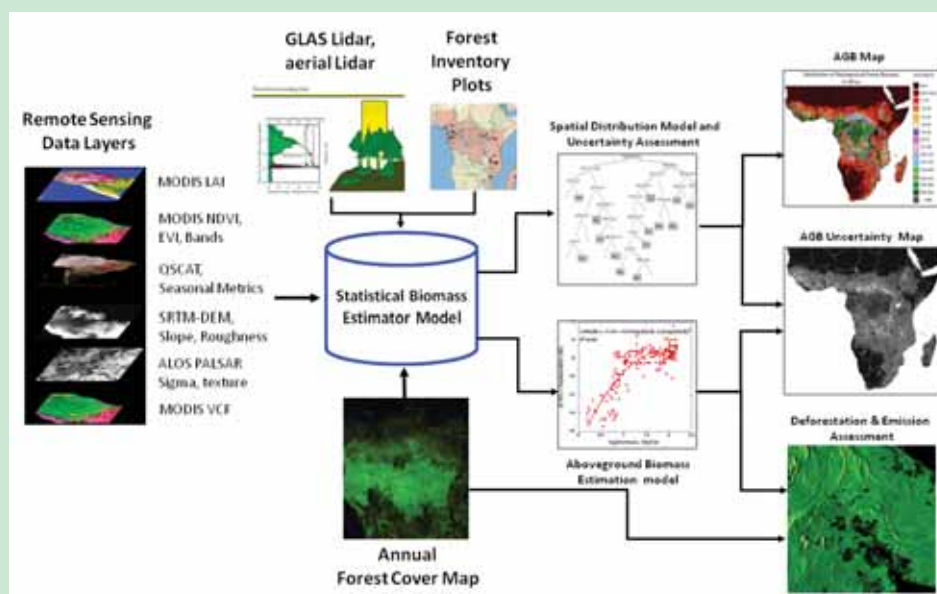 GLAS Lidar,
aerial Lidar
Forest
Inventory
Plots
AGB Map
Remote Sensing
Data Layers
Spatial Distribution Model and
Uncertainty Assessment
MODIS LAI
MODIS NDVI,
EVI, Bands
AGB Uncertainty Map
QSCAT,
Seasonal Metrics
Statistical Biomass
Estimator Model
SRTM-DEM,
Slope, Roughness
ALOS PALSAR
Sigma, texture
MODIS VCF
Deforestation & Emission
Assessment
Aboveground Biomass
Estimation model
Annual
Forest Cover Map